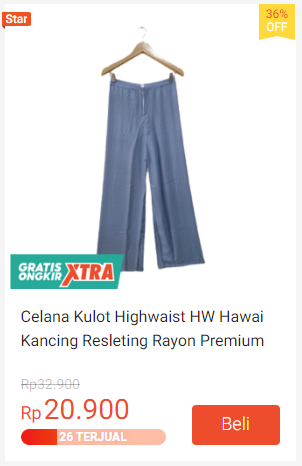 Star
36%
OFF
GRATIS
ONGKIR XTRA
Celana Kulot Highwaist HW Hawai
Kancing Resleting Rayon Premium
Rp32.900
Rp 20.900
Beli
26 TERJUAL